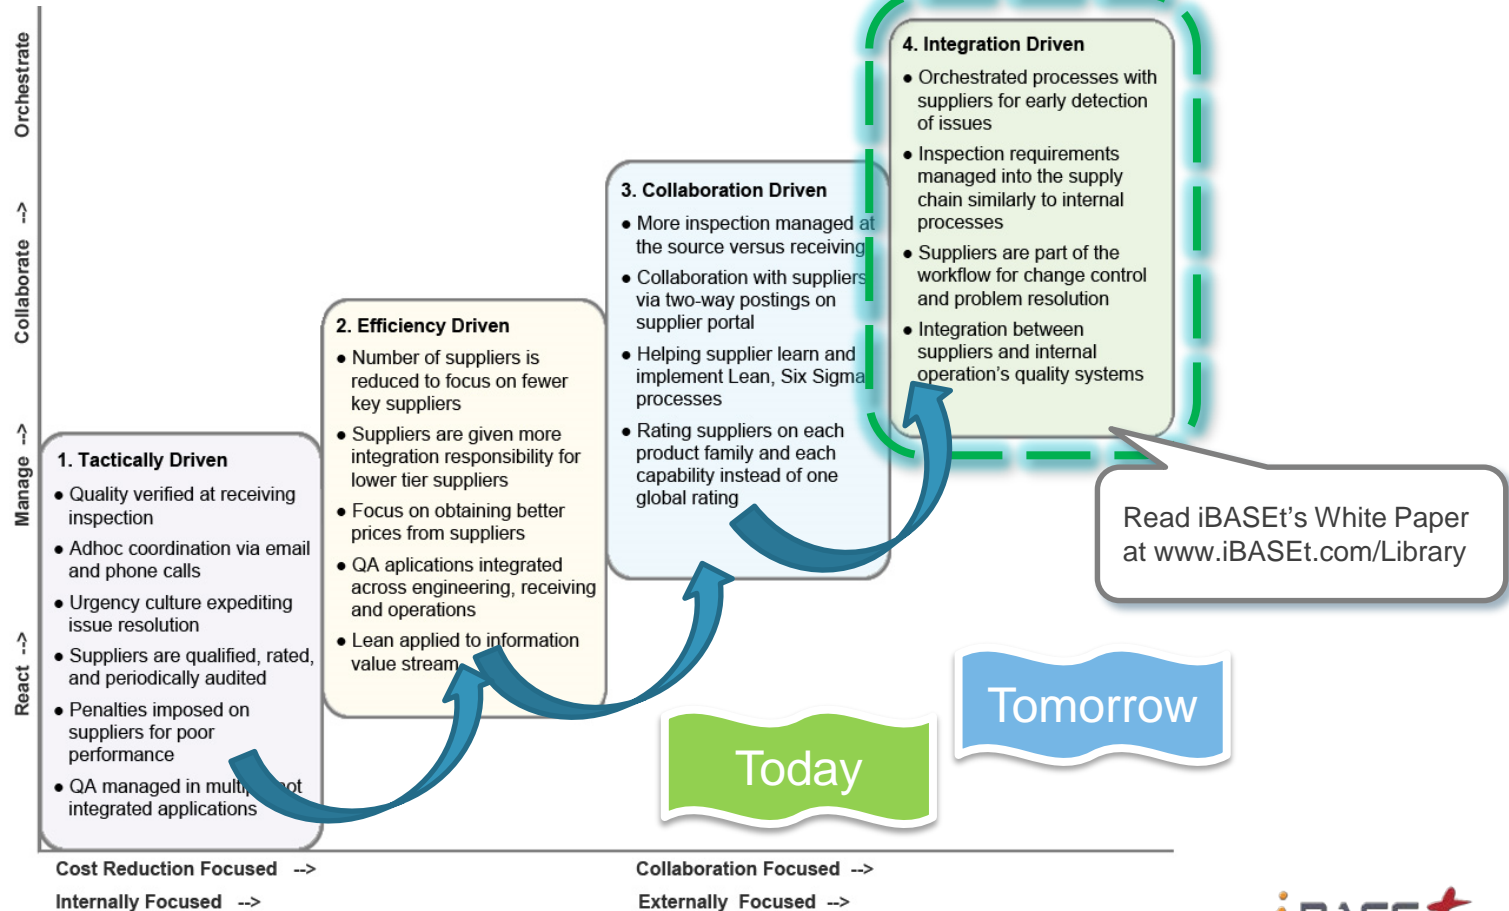 Orchestrate
Collaborate -->
Manage -->
React -->
1. Tactically Driven
● Quality verified at receiving
inspection
● Adhoc coordination via email
and phone calls
● Urgency culture expediting
issue resolution
● Suppliers are qualified, rated,
and periodically audited
● Penalties imposed on
suppliers for poor
performance
● QA managed in
integrated applications
2. Efficiency Driven
● Number of suppliers is
reduced to focus on fewer
key suppliers
● Suppliers are given more
integration responsibility for
lower tier suppliers
● Focus on obtaining better
prices from suppliers
● QA aplications integrated
across engineering, receiving
and operations
● Lean applied to information
value stream
3. Collaboration Driven
● More inspection managed at
the source versus receiving
● Collaboration with suppliers
via two-way postings on
supplier portal
● Helping supplier learn and
implement Lean, Six Sigma
processes
● Rating suppliers on each
product family and each
capability instead of one
global rating
4. Integration Driven
● Orchestrated processes with
suppliers for early detection
of issues
● Inspection requirements
managed into the supply
chain similarly to internal
processes
● Suppliers are part of the
workflow for change control
and problem resolution
● Integration between
suppliers and internal
operation's quality systems
Read iBASEt's White Paper
at www.iBASEt.com/Library
Tomorrow
Today
Cost Reduction Focused -->
Collaboration Focused -->
Internally Focused -->
Externally Focused -->